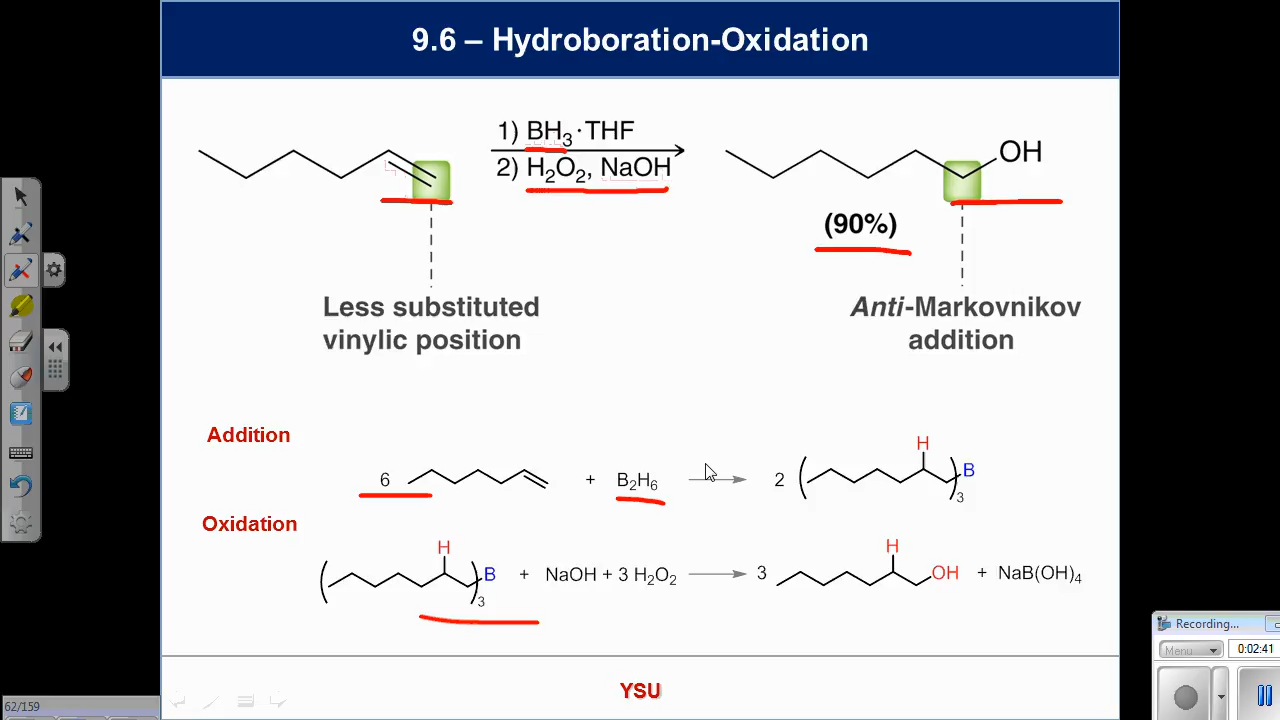 9.6 – Hydroboration-Oxidation
1) BH₃·THF
2) H₂O₂, NaOH
OH
(90%)
Less substituted
vinylic position
Anti-Markovnikov
addition
Addition
6 + B₂H₆ 2 ( H )₃ B
Oxidation
( H )₃ B + NaOH + 3 H₂O₂ 3 H OH + NaB(OH)₄
YSU
62/159
Recording...
Menu
0:02:41